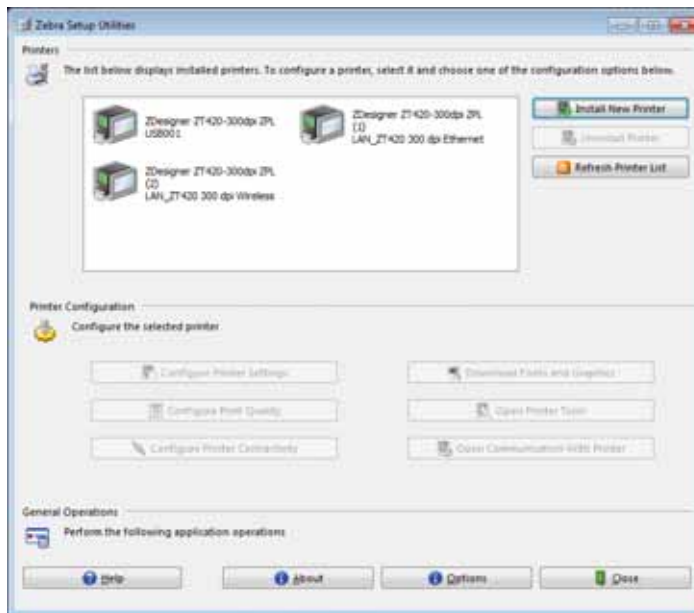 Zebra Setup Utilities
Printers
The list below displays installed printers. To configure a printer, select it and choose one of the configuration options below.
ZDesigner ZT420-300dpi ZPL
USB001
ZDesigner ZT420-300dpi ZPL
(1)
LAN_ZT420 300 dpi Ethernet
ZDesigner ZT420-300dpi ZPL
(2)
LAN_ZT420 300 dpi Wireless
Install New Printer
Uninstall Printer
Refresh Printer List
Printer Configuration
Configure the selected printer
Configure Printer Settings
Download Fonts and Graphics
Configure Print Quality
Open Printer Tools
Configure Printer Connectivity
Open Communication With Printer
General Operations
Perform the following application operations
Help
About
Options
Close